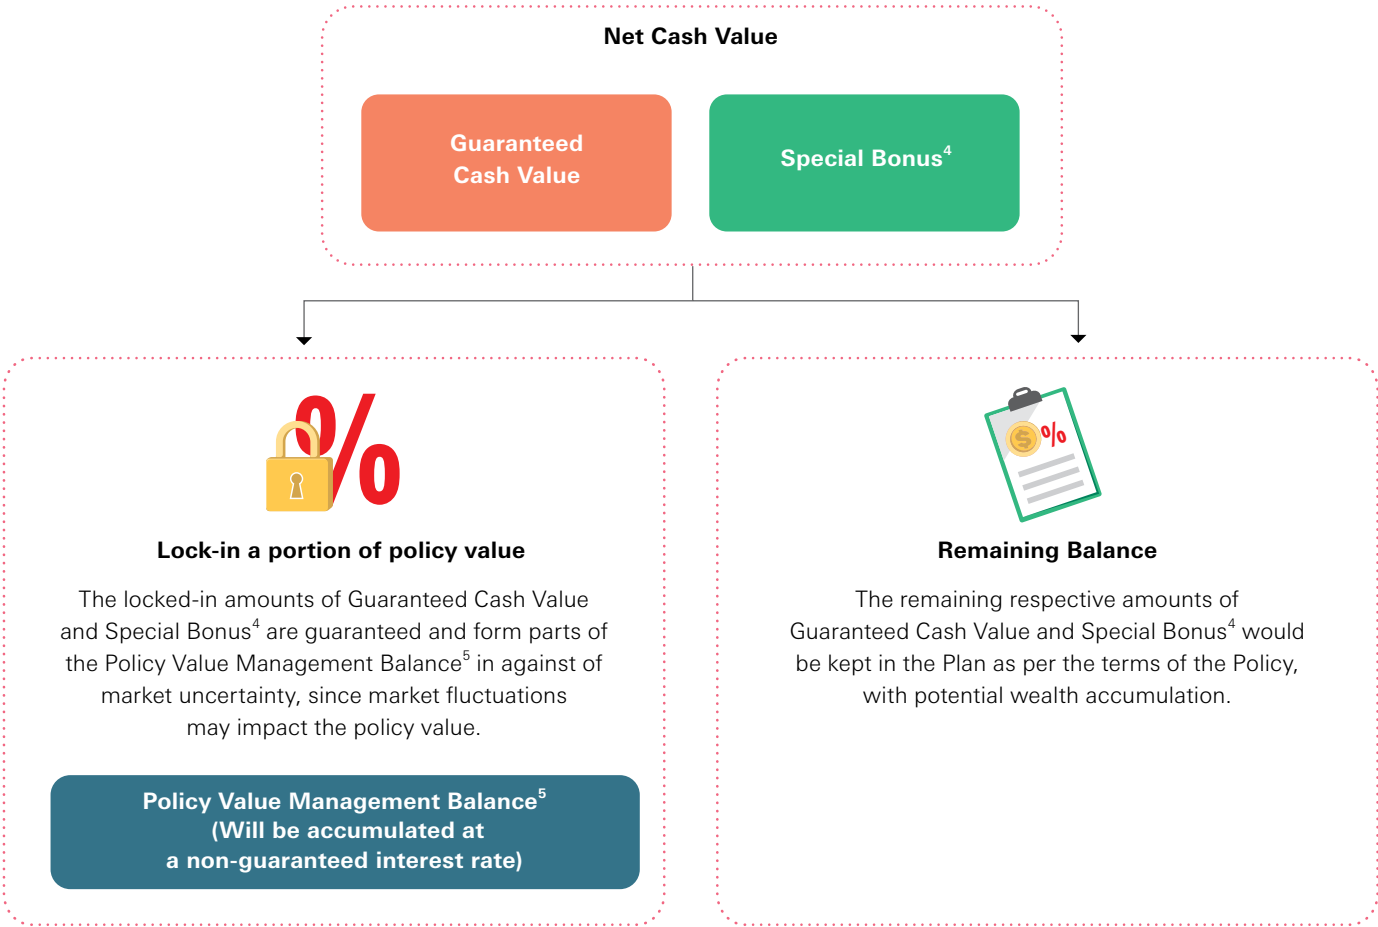 Net Cash Value
Guaranteed
Cash Value
Special Bonus4
%
Lock-in a portion of policy value
The locked-in amounts of Guaranteed Cash Value
and Special Bonus4 are guaranteed and form parts of
the Policy Value Management Balance5 in against of
market uncertainty, since market fluctuations
may impact the policy value.
Policy Value Management Balance5
(Will be accumulated at
a non-guaranteed interest rate)
$ %
Remaining Balance
The remaining respective amounts of
Guaranteed Cash Value and Special Bonus4 would
be kept in the Plan as per the terms of the Policy,
with potential wealth accumulation.